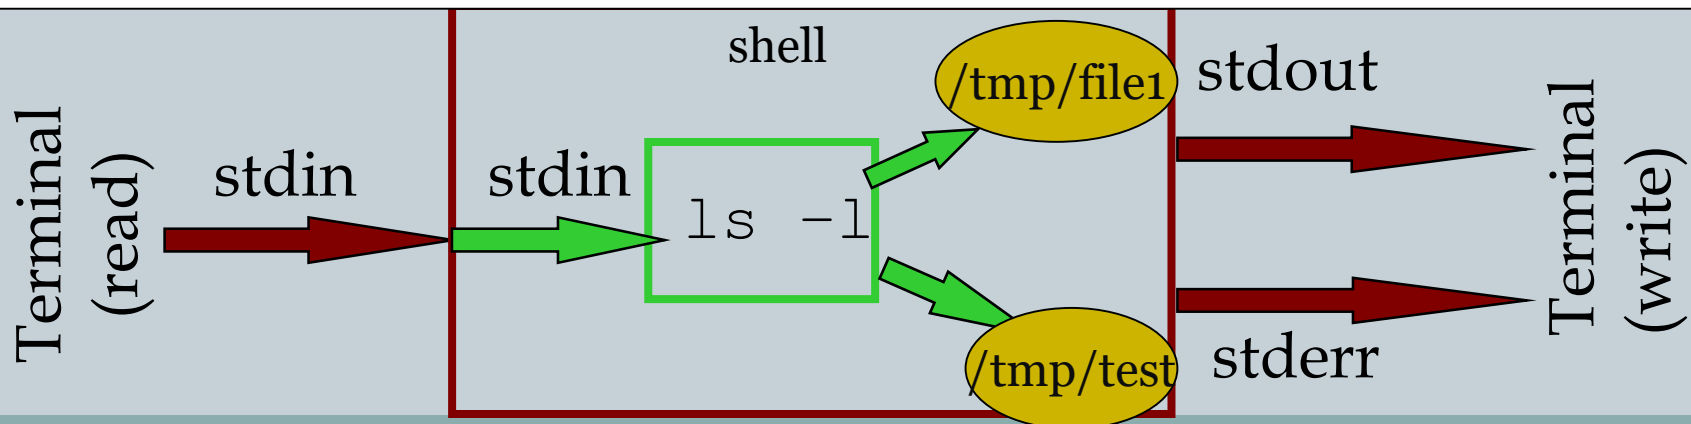 Terminal
(read)
stdin
shell
stdin
ls -l
/tmp/file1
/tmp/test
stdout
stderr
Terminal
(write)